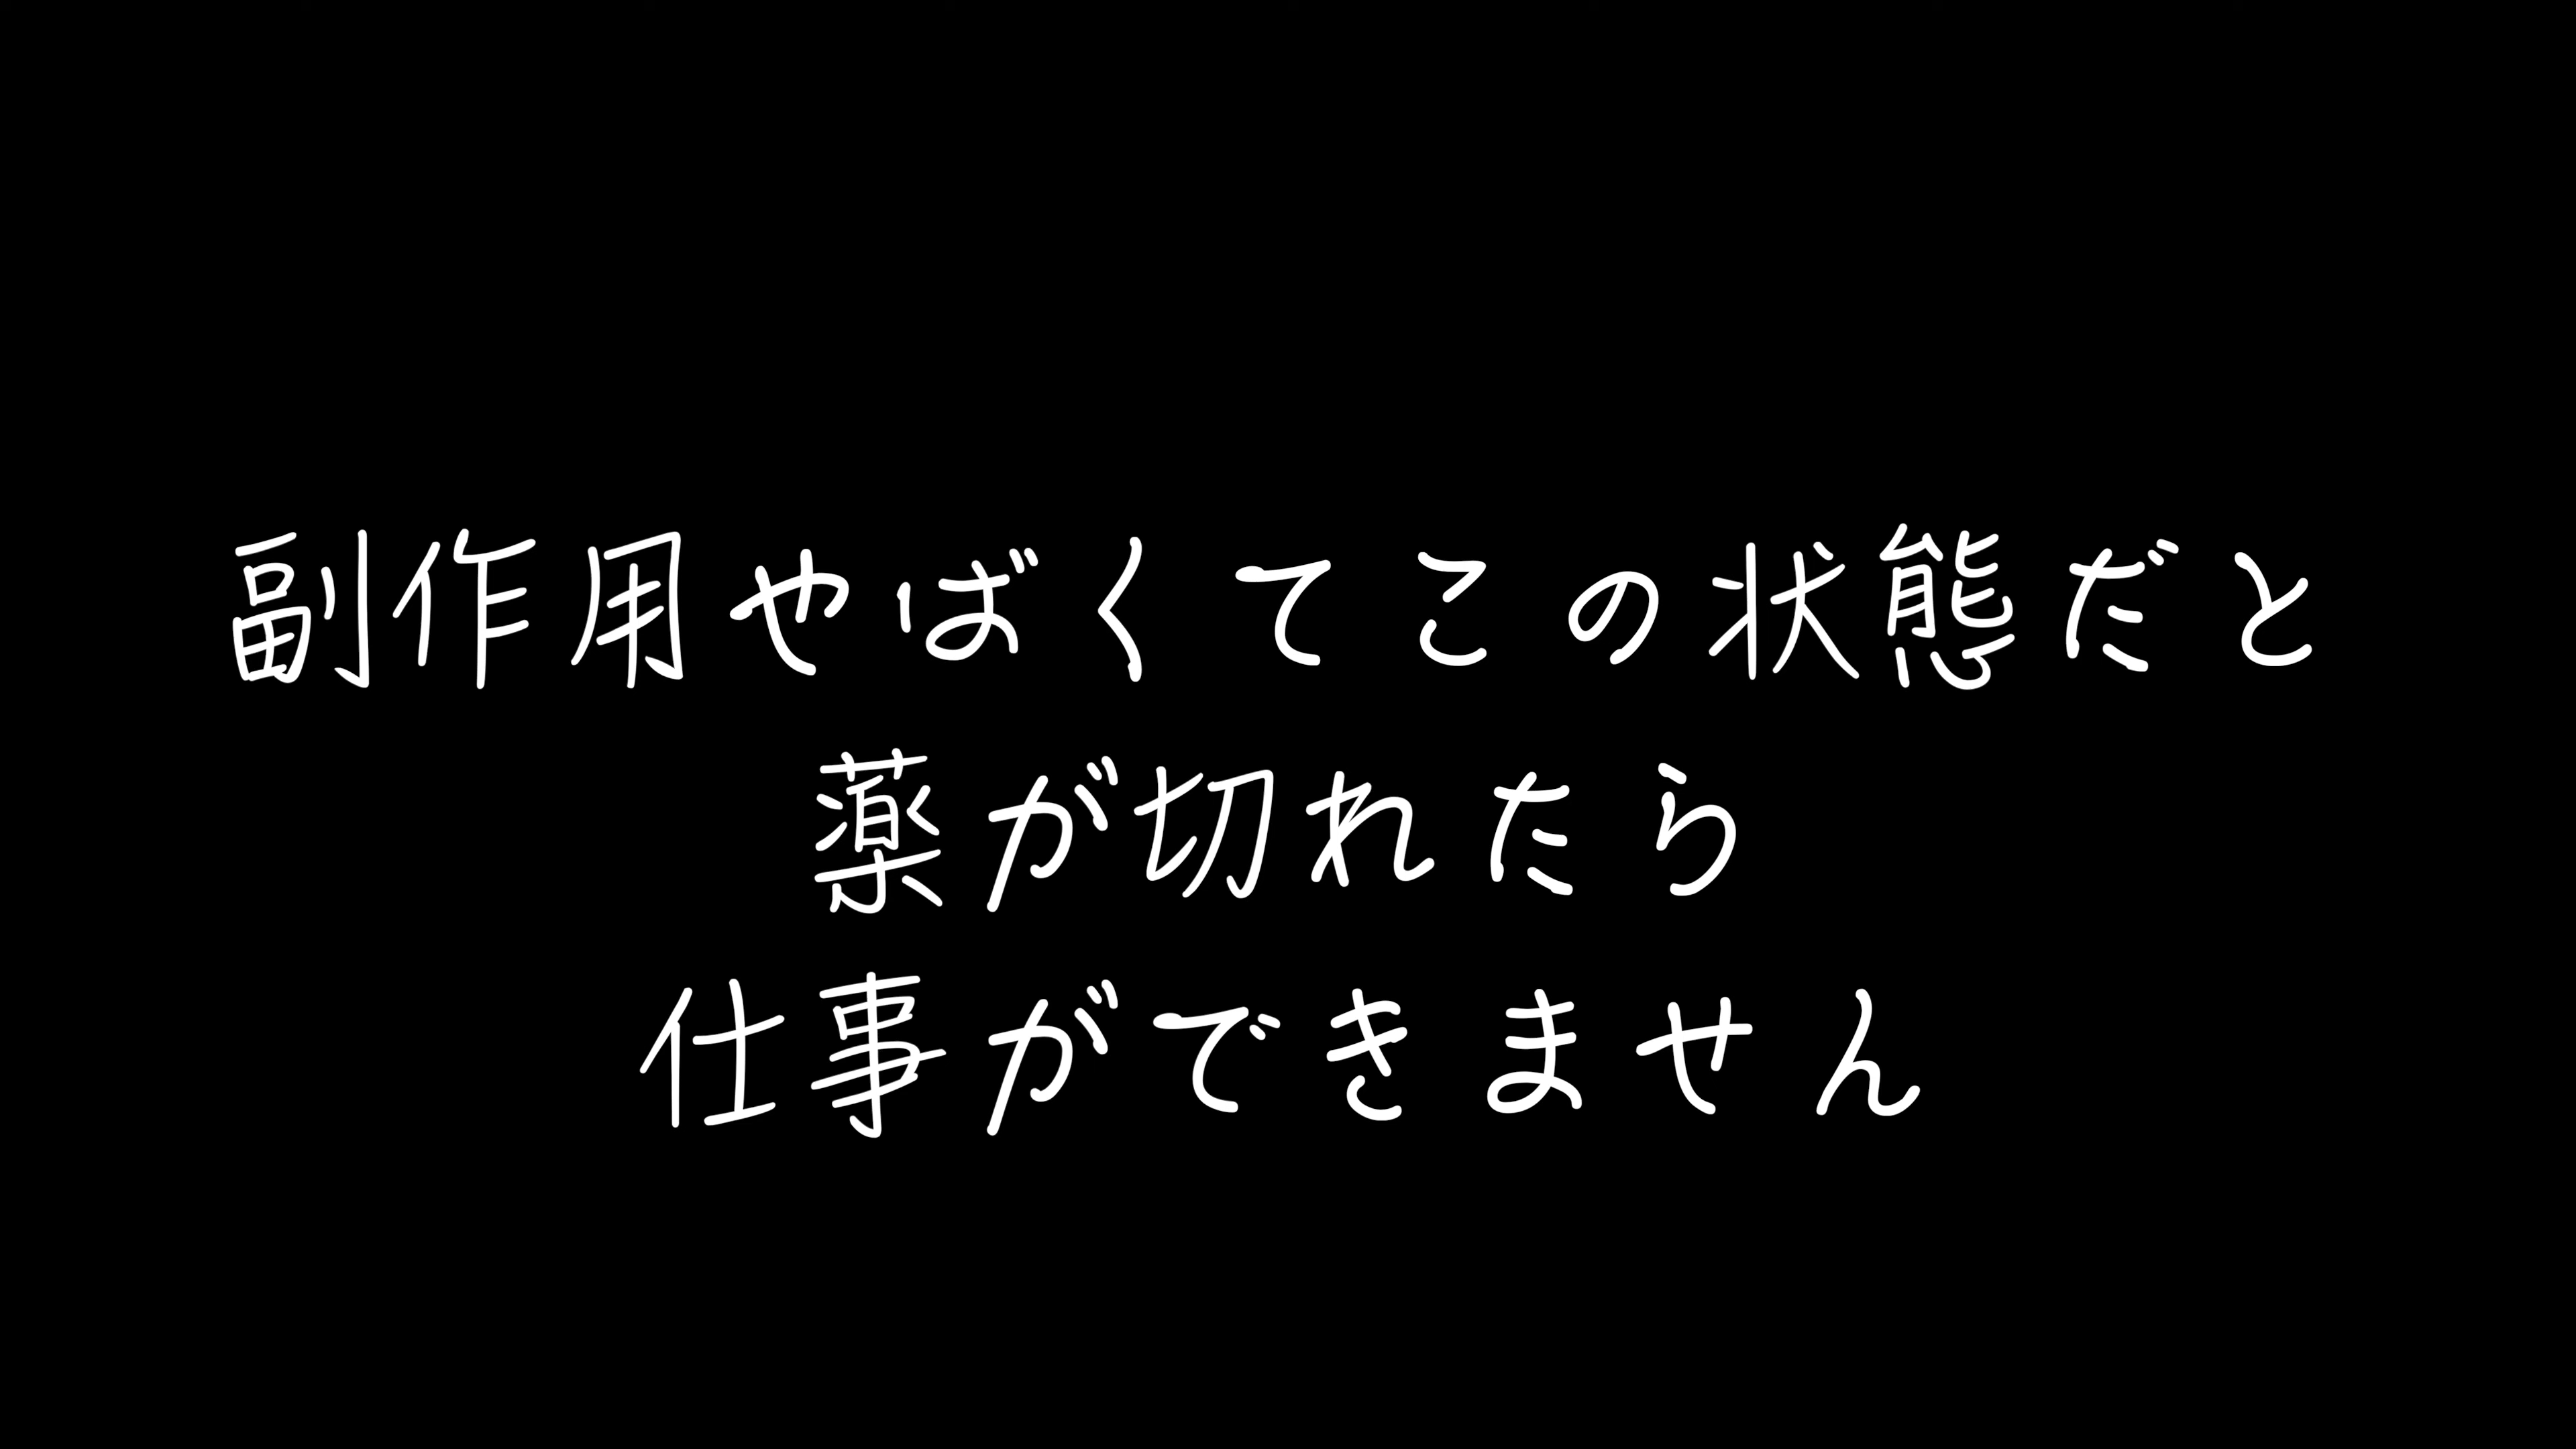 副作用やばくてこの状態だと
薬が切れたら
仕事ができません